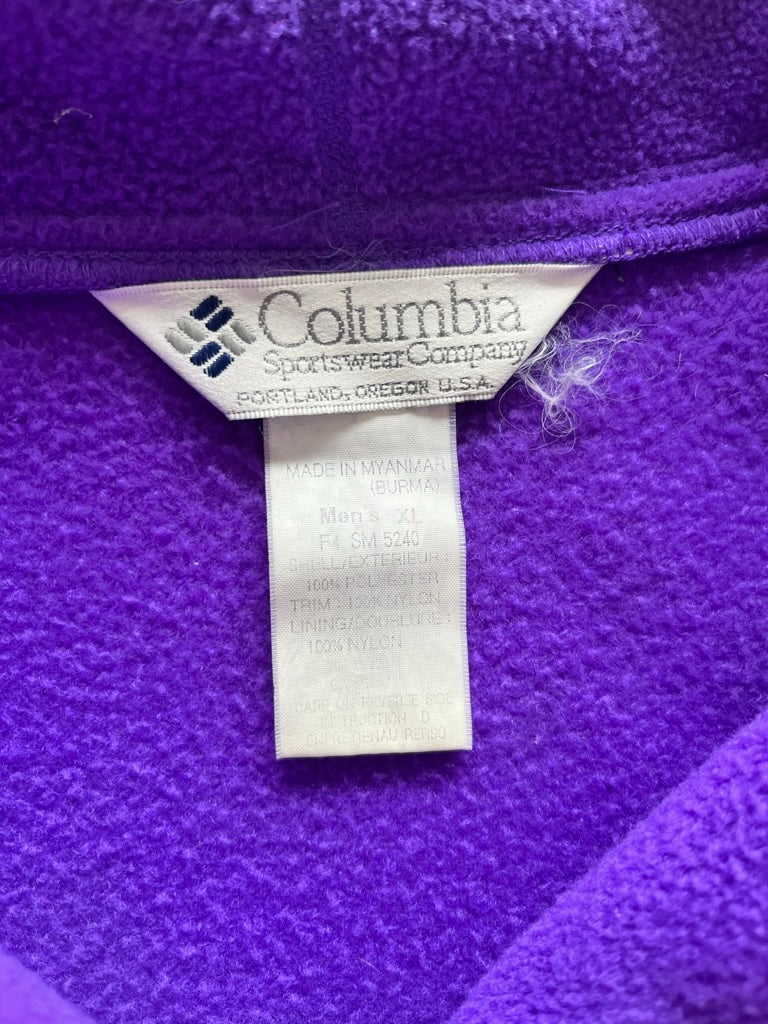 Columbia
Sportswear Company
PORTLAND, OREGON U.S.A.
MADE IN MYANMAR
(BURMA)
Men's XL
F4 SM 5240
SHELL/EXTERIEUR:
100% POLYESTER
TRIM : 100% NYLON
LINING/DOUBLURE :
100% NYLON
CARE ON REVERSE SIDE